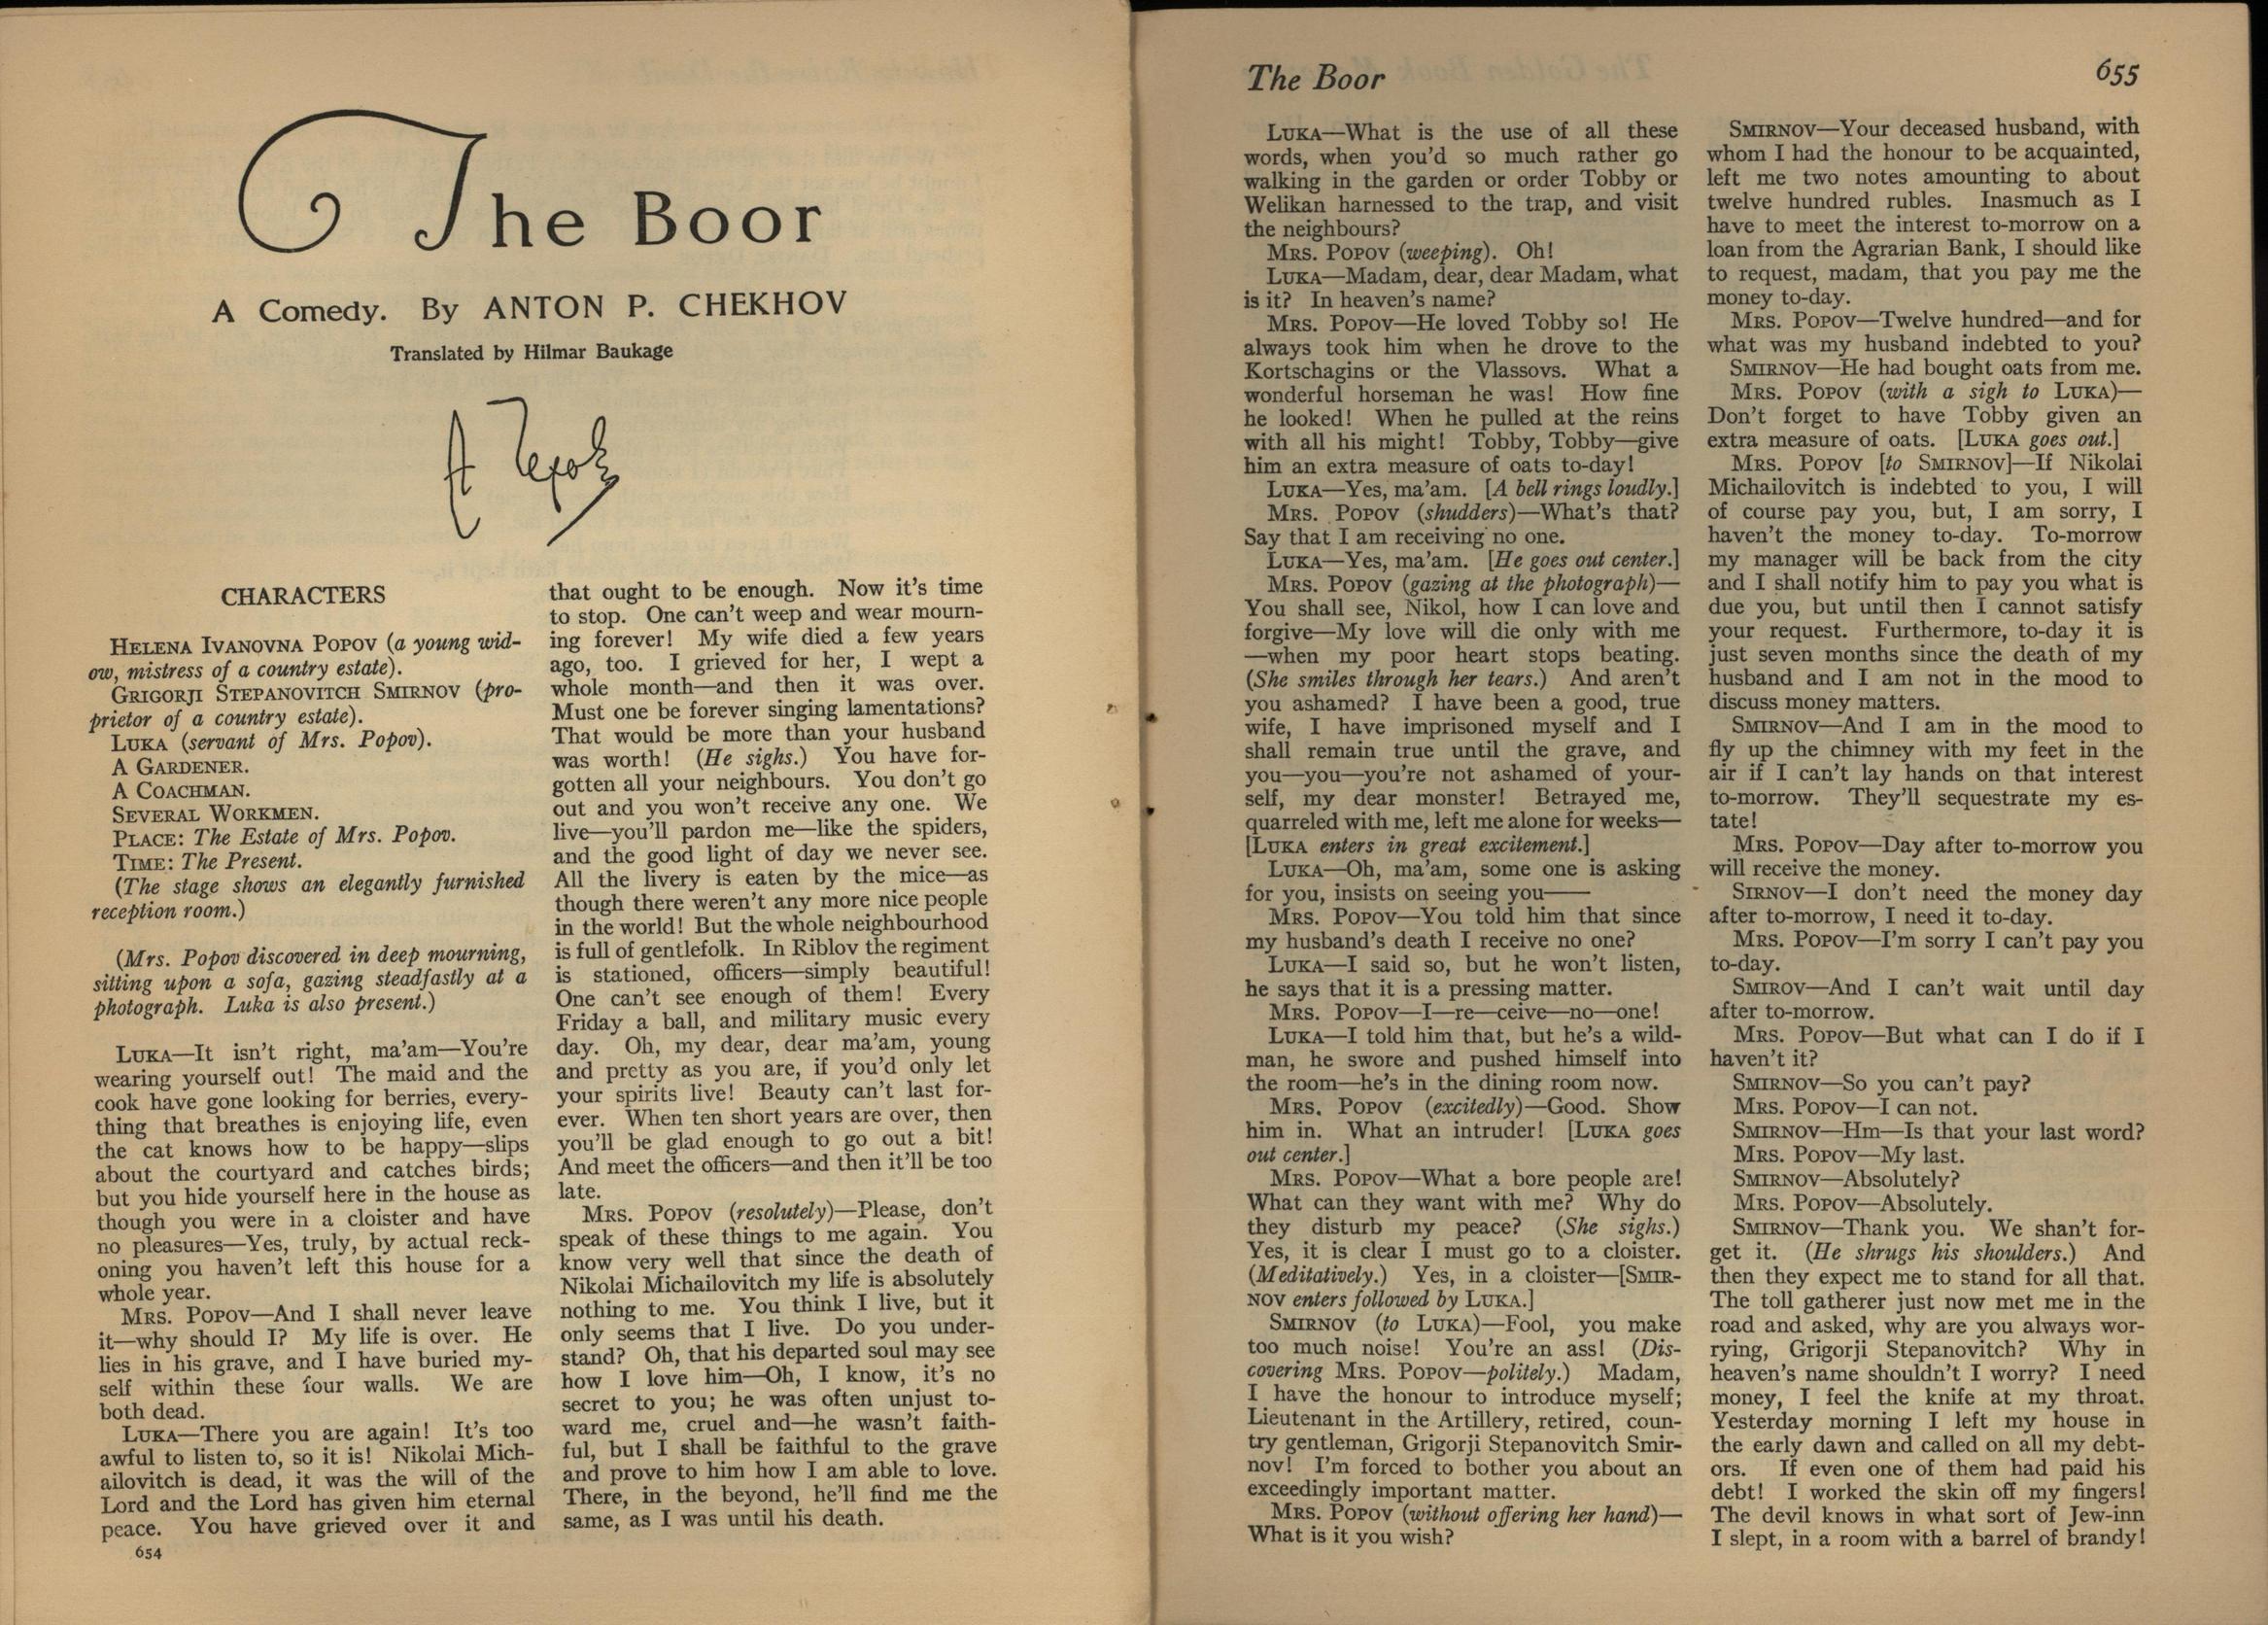 The Boor
A Comedy. By ANTON P. CHEKHOV
Translated by Hilmar Baukage
А Чехов
CHARACTERS
HELENA IVANOVNA POPOV (a young wid-
ow, mistress of a country estate).
GRIGORJI STEPANOVITCH SMIRNOV (pro-
prietor of a country estate).
LUKA (servant of Mrs. Popov).
A GARDENER.
A COACHMAN.
SEVERAL WORKMEN.
PLACE: The Estate of Mrs. Popov.
TIME: The Present.
(The stage shows an elegantly furnished
reception room.)
(Mrs. Popov discovered in deep mourning,
sitting upon a sofa, gazing steadfastly at a
photograph. Luka is also present.)
LUKA—It isn't right, ma'am—You're
wearing yourself out! The maid and the
cook have gone looking for berries, every-
thing that breathes is enjoying life, even
the cat knows how to be happy—slips
about the courtyard and catches birds;
but you hide yourself here in the house as
though you were in a cloister and have
no pleasures—Yes, truly, by actual reck-
oning you haven't left this house for a
whole year.
MRS. POPOV—And I shall never leave
it—why should I? My life is over. He
lies in his grave, and I have buried my-
self within these four walls. We are
both dead.
LUKA—There you are again! It's too
awful to listen to, so it is! Nikolai Mich-
ailovitch is dead, it was the will of the
Lord and the Lord has given him eternal
peace. You have grieved over it and
654
that ought to be enough. Now it's time
to stop. One can't weep and wear mourn-
ing forever! My wife died a few years
ago, too. I grieved for her, I wept a
whole month—and then it was over.
Must one be forever singing lamentations?
That would be more than your husband
was worth! (He sighs.) You have for-
gotten all your neighbours. You don't go
out and you won't receive any one. We
live—you'll pardon me—like the spiders,
and the good light of day we never see.
All the livery is eaten by the mice—as
though there weren't any more nice people
in the world! But the whole neighbourhood
is full of gentlefolk. In Riblov the regiment
is stationed, officers—simply beautiful!
One can't see enough of them! Every
Friday a ball, and military music every
day. Oh, my dear, dear ma'am, young
and pretty as you are, if you'd only let
your spirits live! Beauty can't last for-
ever. When ten short years are over, then
you'll be glad enough to go out a bit!
And meet the officers—and then it'll be too
late.
MRS. POPOV (resolutely)—Please, don't
speak of these things to me again. You
know very well that since the death of
Nikolai Michailovitch my life is absolutely
nothing to me. You think I live, but it
only seems that I live. Do you under-
stand? Oh, that his departed soul may see
how I love him—Oh, I know, it's no
secret to you; he was often unjust to-
ward me, cruel and—he wasn't faith-
ful, but I shall be faithful to the grave
and prove to him how I am able to love.
There, in the beyond, he'll find me the
same, as I was until his death.
The Boor 655
LUKA—What is the use of all these
words, when you'd so much rather go
walking in the garden or order Tobby or
Welikan harnessed to the trap, and visit
the neighbours?
MRS. POPOV (weeping). Oh!
LUKA—Madam, dear, dear Madam, what
is it? In heaven's name?
MRS. POPOV—He loved Tobby so! He
always took him when he drove to the
Kortschagins or the Vlassovs. What a
wonderful horseman he was! How fine
he looked! When he pulled at the reins
with all his might! Tobby, Tobby—give
him an extra measure of oats to-day!
LUKA—Yes, ma'am. [A bell rings loudly.]
MRS. POPOV (shudders)—What's that?
Say that I am receiving no one.
LUKA—Yes, ma'am. [He goes out center.]
MRS. POPOV (gazing at the photograph)—
You shall see, Nikol, how I can love and
forgive—My love will die only with me
—when my poor heart stops beating.
(She smiles through her tears.) And aren't
you ashamed? I have been a good, true
wife, I have imprisoned myself and I
shall remain true until the grave, and
you—you—you're not ashamed of your-
self, my dear monster! Betrayed me,
quarreled with me, left me alone for weeks—
[LUKA enters in great excitement.]
LUKA—Oh, ma'am, some one is asking
for you, insists on seeing you——
MRS. POPOV—You told him that since
my husband's death I receive no one?
LUKA—I said so, but he won't listen,
he says that it is a pressing matter.
MRS. POPOV—I—re—ceive—no—one!
LUKA—I told him that, but he's a wild-
man, he swore and pushed himself into
the room—he's in the dining room now.
MRS. POPOV (excitedly)—Good. Show
him in. What an intruder! [LUKA goes
out center.]
MRS. POPOV—What a bore people are!
What can they want with me? Why do
they disturb my peace? (She sighs.)
Yes, it is clear I must go to a cloister.
(Meditatively.) Yes, in a cloister—[SMIR-
NOV enters followed by LUKA.]
SMIRNOV (to LUKA)—Fool, you make
too much noise! You're an ass! (Dis-
covering MRS. POPOV—politely.) Madam,
I have the honour to introduce myself;
Lieutenant in the Artillery, retired, coun-
try gentleman, Grigorji Stepanovitch Smir-
nov! I'm forced to bother you about an
exceedingly important matter.
MRS. POPOV (without offering her hand)—
What is it you wish?
SMIRNOV—Your deceased husband, with
whom I had the honour to be acquainted,
left me two notes amounting to about
twelve hundred rubles. Inasmuch as I
have to meet the interest to-morrow on a
loan from the Agrarian Bank, I should like
to request, madam, that you pay me the
money to-day.
MRS. POPOV—Twelve hundred—and for
what was my husband indebted to you?
SMIRNOV—He had bought oats from me.
MRS. POPOV (with a sigh to LUKA)—
Don't forget to have Tobby given an
extra measure of oats. [LUKA goes out.]
MRS. POPOV [to SMIRNOV]—If Nikolai
Michailovitch is indebted to you, I will
of course pay you, but, I am sorry, I
haven't the money to-day. To-morrow
my manager will be back from the city
and I shall notify him to pay you what is
due you, but until then I cannot satisfy
your request. Furthermore, to-day it is
just seven months since the death of my
husband and I am not in the mood to
discuss money matters.
SMIRNOV—And I am in the mood to
fly up the chimney with my feet in the
air if I can't lay hands on that interest
to-morrow. They'll sequestrate my es-
tate!
MRS. POPOV—Day after to-morrow you
will receive the money.
SIRNOV—I don't need the money day
after to-morrow, I need it to-day.
MRS. POPOV—I'm sorry I can't pay you
to-day.
SMIROV—And I can't wait until day
after to-morrow.
MRS. POPOV—But what can I do if I
haven't it?
SMIRNOV—So you can't pay?
MRS. POPOV—I can not.
SMIRNOV—Hm—Is that your last word?
MRS. POPOV—My last.
SMIRNOV—Absolutely?
MRS. POPOV—Absolutely.
SMIRNOV—Thank you. We shan't for-
get it. (He shrugs his shoulders.) And
then they expect me to stand for all that.
The toll gatherer just now met me in the
road and asked, why are you always wor-
rying, Grigorji Stepanovitch? Why in
heaven's name shouldn't I worry? I need
money, I feel the knife at my throat.
Yesterday morning I left my house in
the early dawn and called on all my debt-
ors. If even one of them had paid his
debt! I worked the skin off my fingers!
The devil knows in what sort of Jew-inn
I slept, in a room with a barrel of brandy!